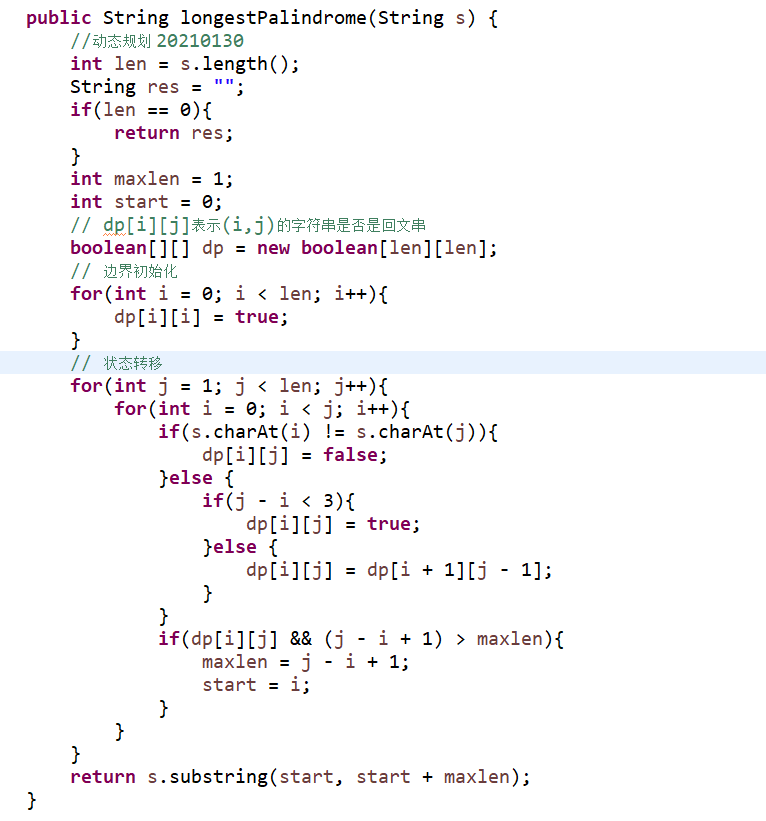 public String longestPalindrome(String s) {
    //动态规划 20210130
    int len = s.length();
    String res = "";
    if(len == 0){
        return res;
    }
    int maxlen = 1;
    int start = 0;
    // dp[i][j]表示(i,j)的字符串是否是回文串
    boolean[][] dp = new boolean[len][len];
    // 边界初始化
    for(int i = 0; i < len; i++){
        dp[i][i] = true;
    }
    // 状态转移
    for(int j = 1; j < len; j++){
        for(int i = 0; i < j; i++){
            if(s.charAt(i) != s.charAt(j)){
                dp[i][j] = false;
            }else {
                if(j - i < 3){
                    dp[i][j] = true;
                }else {
                    dp[i][j] = dp[i + 1][j - 1];
                }
            }
            if(dp[i][j] && (j - i + 1) > maxlen){
                maxlen = j - i + 1;
                start = i;
            }
        }
    }
    return s.substring(start, start + maxlen);
}